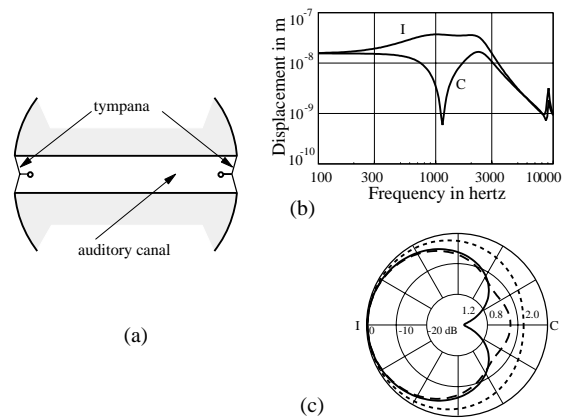 tympana
auditory canal
(a)
Displacement in m
10^-7
10^-8
10^-9
10^-10
I
C
100
300
1000
3000
10000
Frequency in hertz
(b)
I
0
-10
-20 dB
1.2
0.8
2.0
C
(c)